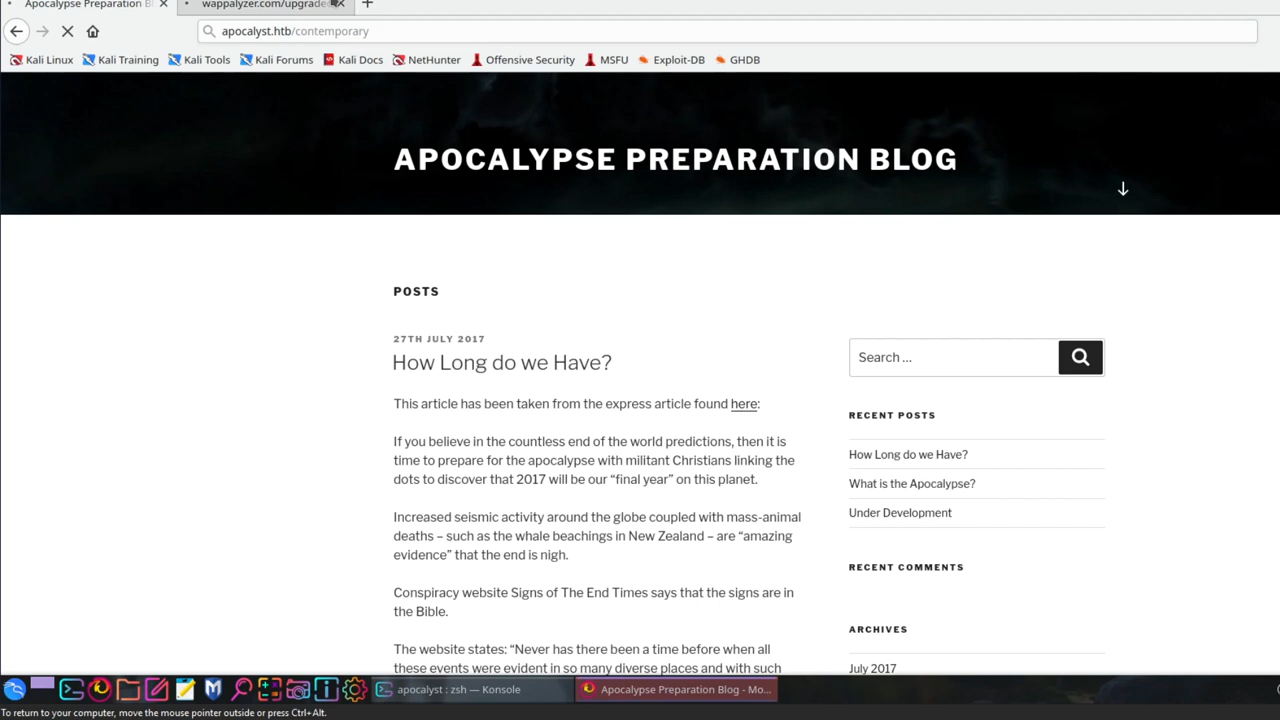 Apocalypse Preparation B
wappalyzer.com/upgrade
apocalyst.htb/contemporary
Kali Linux Kali Training Kali Tools Kali Forums Kali Docs NetHunter Offensive Security MSFU Exploit-DB GHDB
APOCALYPSE PREPARATION BLOG
POSTS
27TH JULY 2017
How Long do we Have?
This article has been taken from the express article found here:
If you believe in the countless end of the world predictions, then it is
time to prepare for the apocalypse with militant Christians linking the
dots to discover that 2017 will be our “final year” on this planet.
Increased seismic activity around the globe coupled with mass-animal
deaths – such as the whale beachings in New Zealand – are “amazing
evidence” that the end is nigh.
Conspiracy website Signs of The End Times says that the signs are in
the Bible.
The website states: “Never has there been a time before when all
these events were evident in so many diverse places and with such
Search …
RECENT POSTS
How Long do we Have?
What is the Apocalypse?
Under Development
RECENT COMMENTS
ARCHIVES
July 2017
apocalyst : zsh — Konsole
Apocalypse Preparation Blog - Mo...
To return to your computer, move the mouse pointer outside or press Ctrl+Alt.